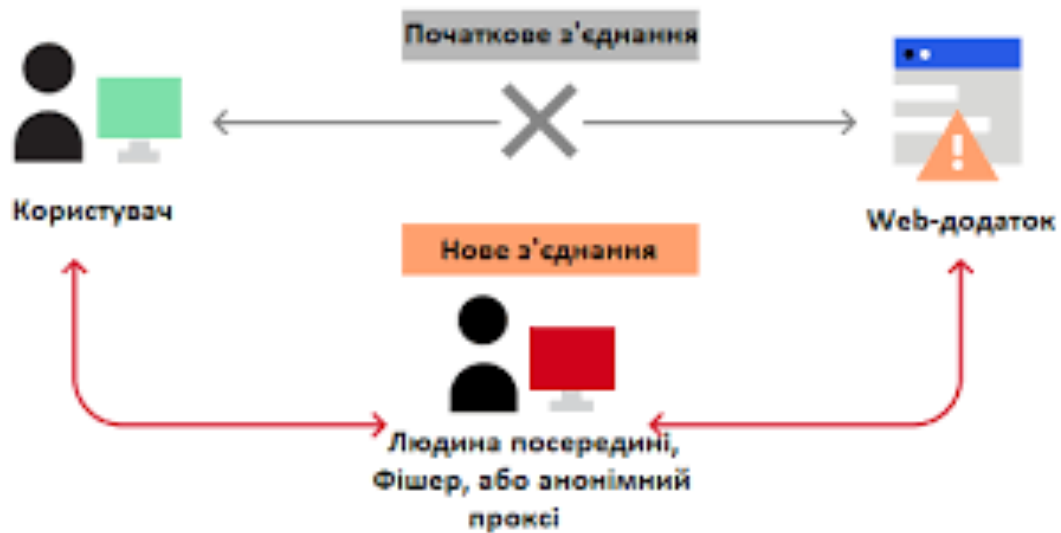 Початкове з'єднання
Користувач
Web-додаток
Нове з'єднання
Людина посередині,
Фішер, або анонімний
проксі